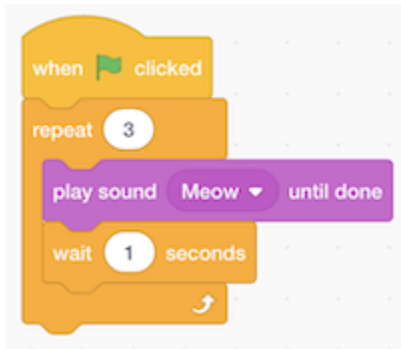 when clicked
repeat 3
play sound Meow until done
wait 1 seconds